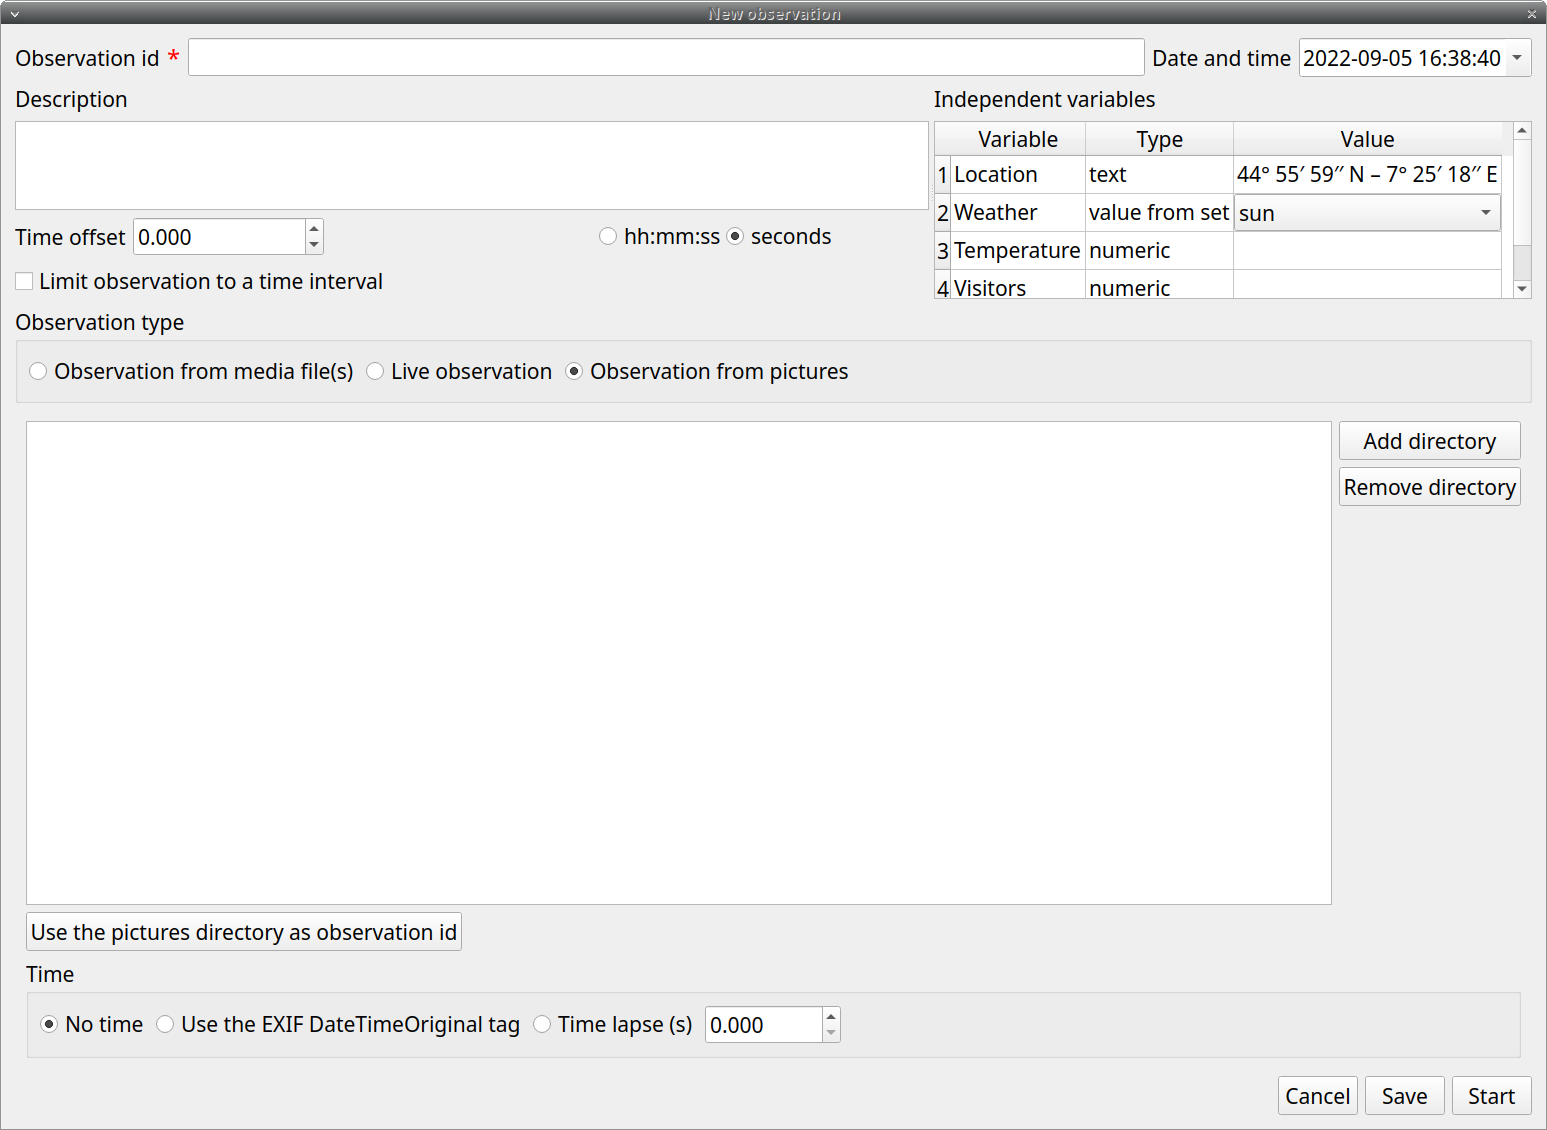 New observation
Observation id * Date and time 2022-09-05 16:38:40
Description
Independent variables
Variable Type Value
1 Location text 44° 55′ 59′′ N – 7° 25′ 18′′ E
2 Weather value from set sun
3 Temperature numeric
4 Visitors numeric
Time offset 0.000 hh:mm:ss seconds
Limit observation to a time interval
Observation type
Observation from media file(s) Live observation Observation from pictures
Add directory
Remove directory
Use the pictures directory as observation id
Time
No time Use the EXIF DateTimeOriginal tag Time lapse (s) 0.000
Cancel Save Start